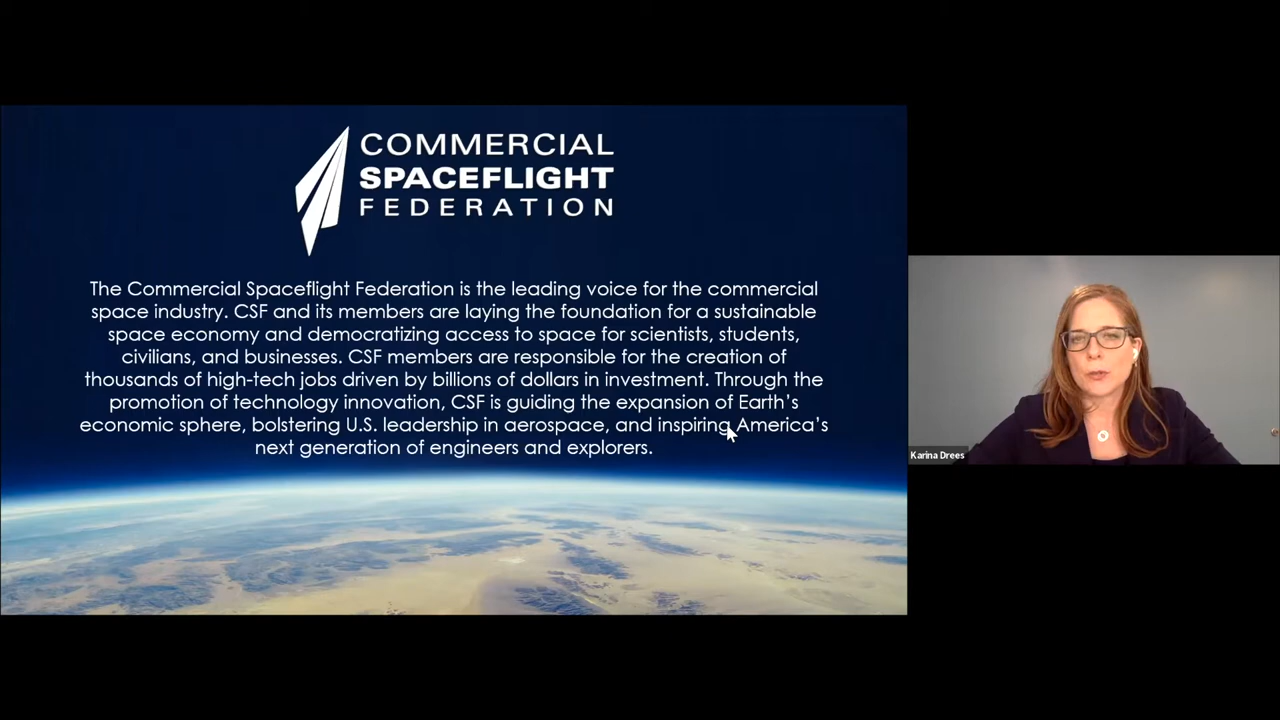 COMMERCIAL
SPACEFLIGHT
FEDERATION
The Commercial Spaceflight Federation is the leading voice for the commercial
space industry. CSF and its members are laying the foundation for a sustainable
space economy and democratizing access to space for scientists, students,
civilians, and businesses. CSF members are responsible for the creation of
thousands of high-tech jobs driven by billions of dollars in investment. Through the
promotion of technology innovation, CSF is guiding the expansion of Earth's
economic sphere, bolstering U.S. leadership in aerospace, and inspiring America's
next generation of engineers and explorers.
Karina Drees